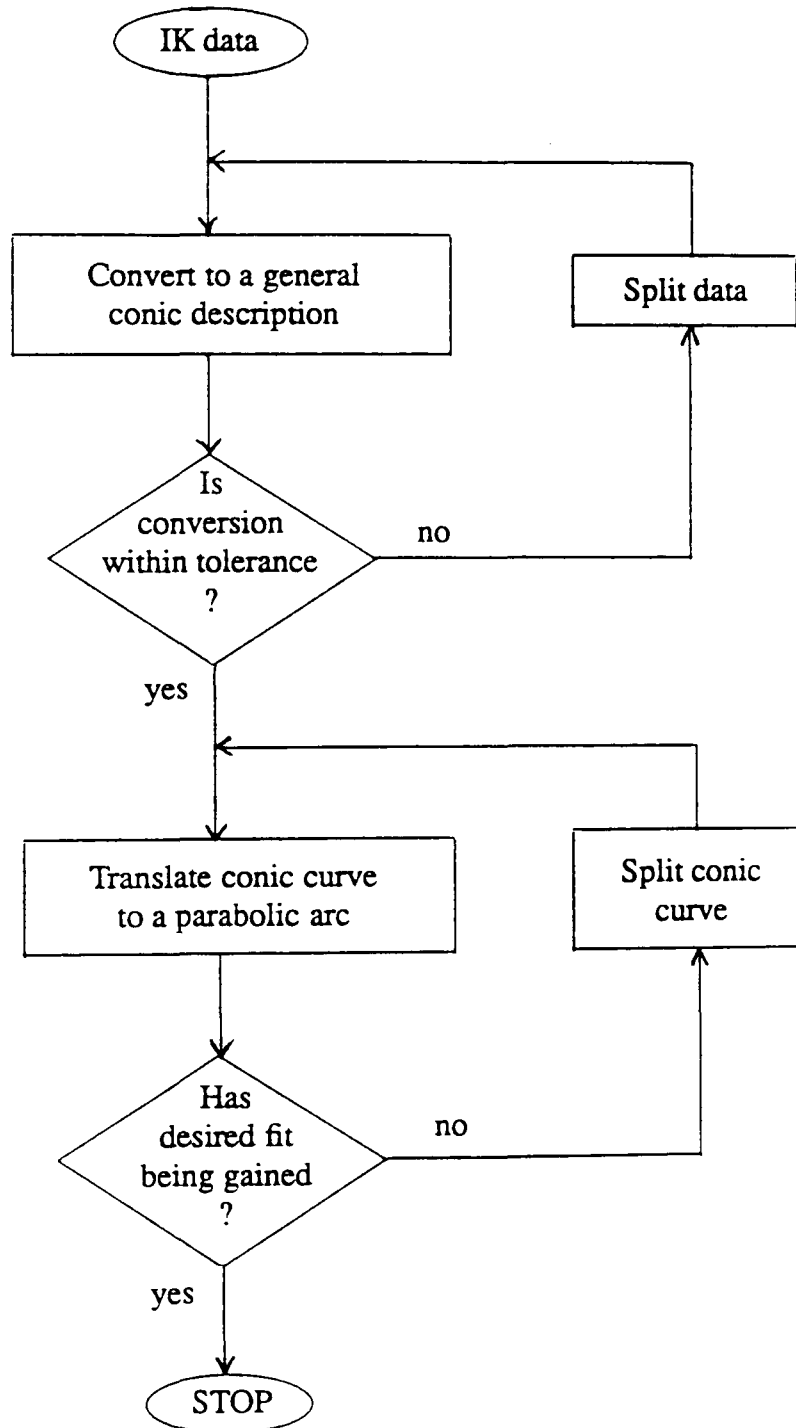 IK data
Convert to a general
conic description
Split data
Is
conversion
within tolerance
?
no
yes
Translate conic curve
to a parabolic arc
Split conic
curve
Has
desired fit
being gained
?
no
yes
STOP